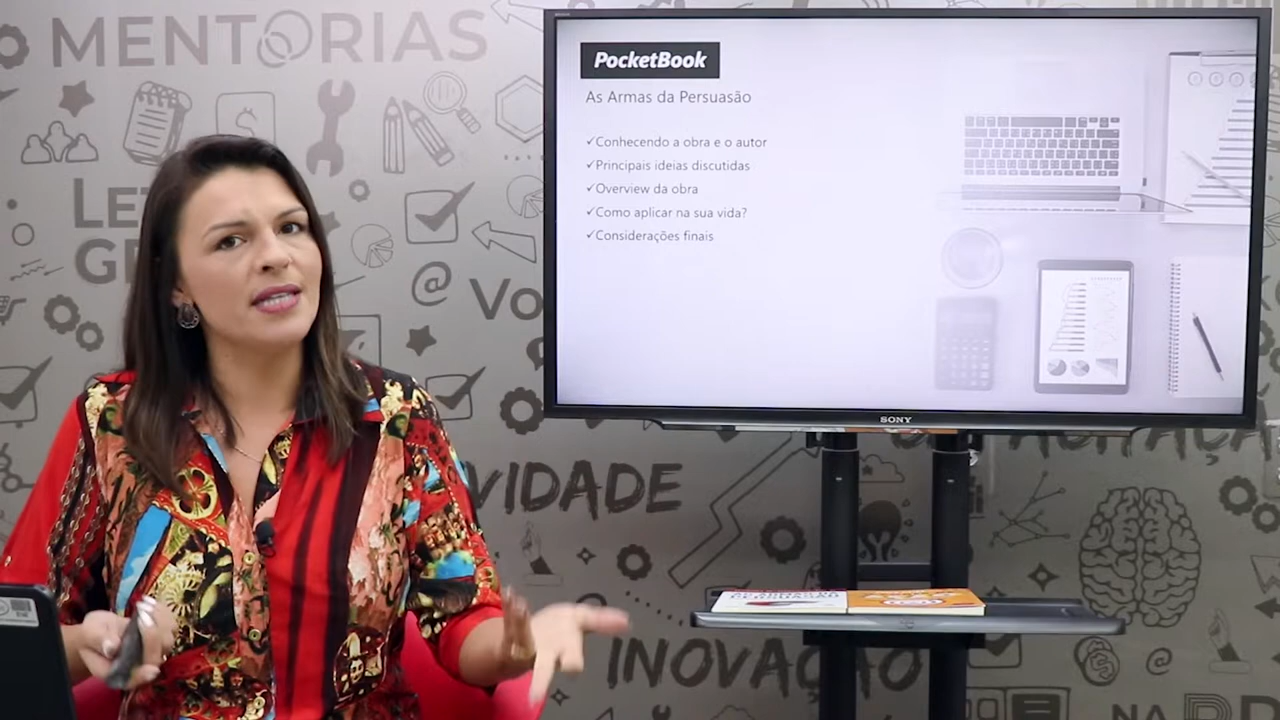 MENTORIAS
PocketBook
As Armas da Persuasão
✓Conhecendo a obra e o autor
✓Principais ideias discutidas
✓Overview da obra
✓Como aplicar na sua vida?
✓Considerações finais
SONY
VIDADE
INOVAÇÃO